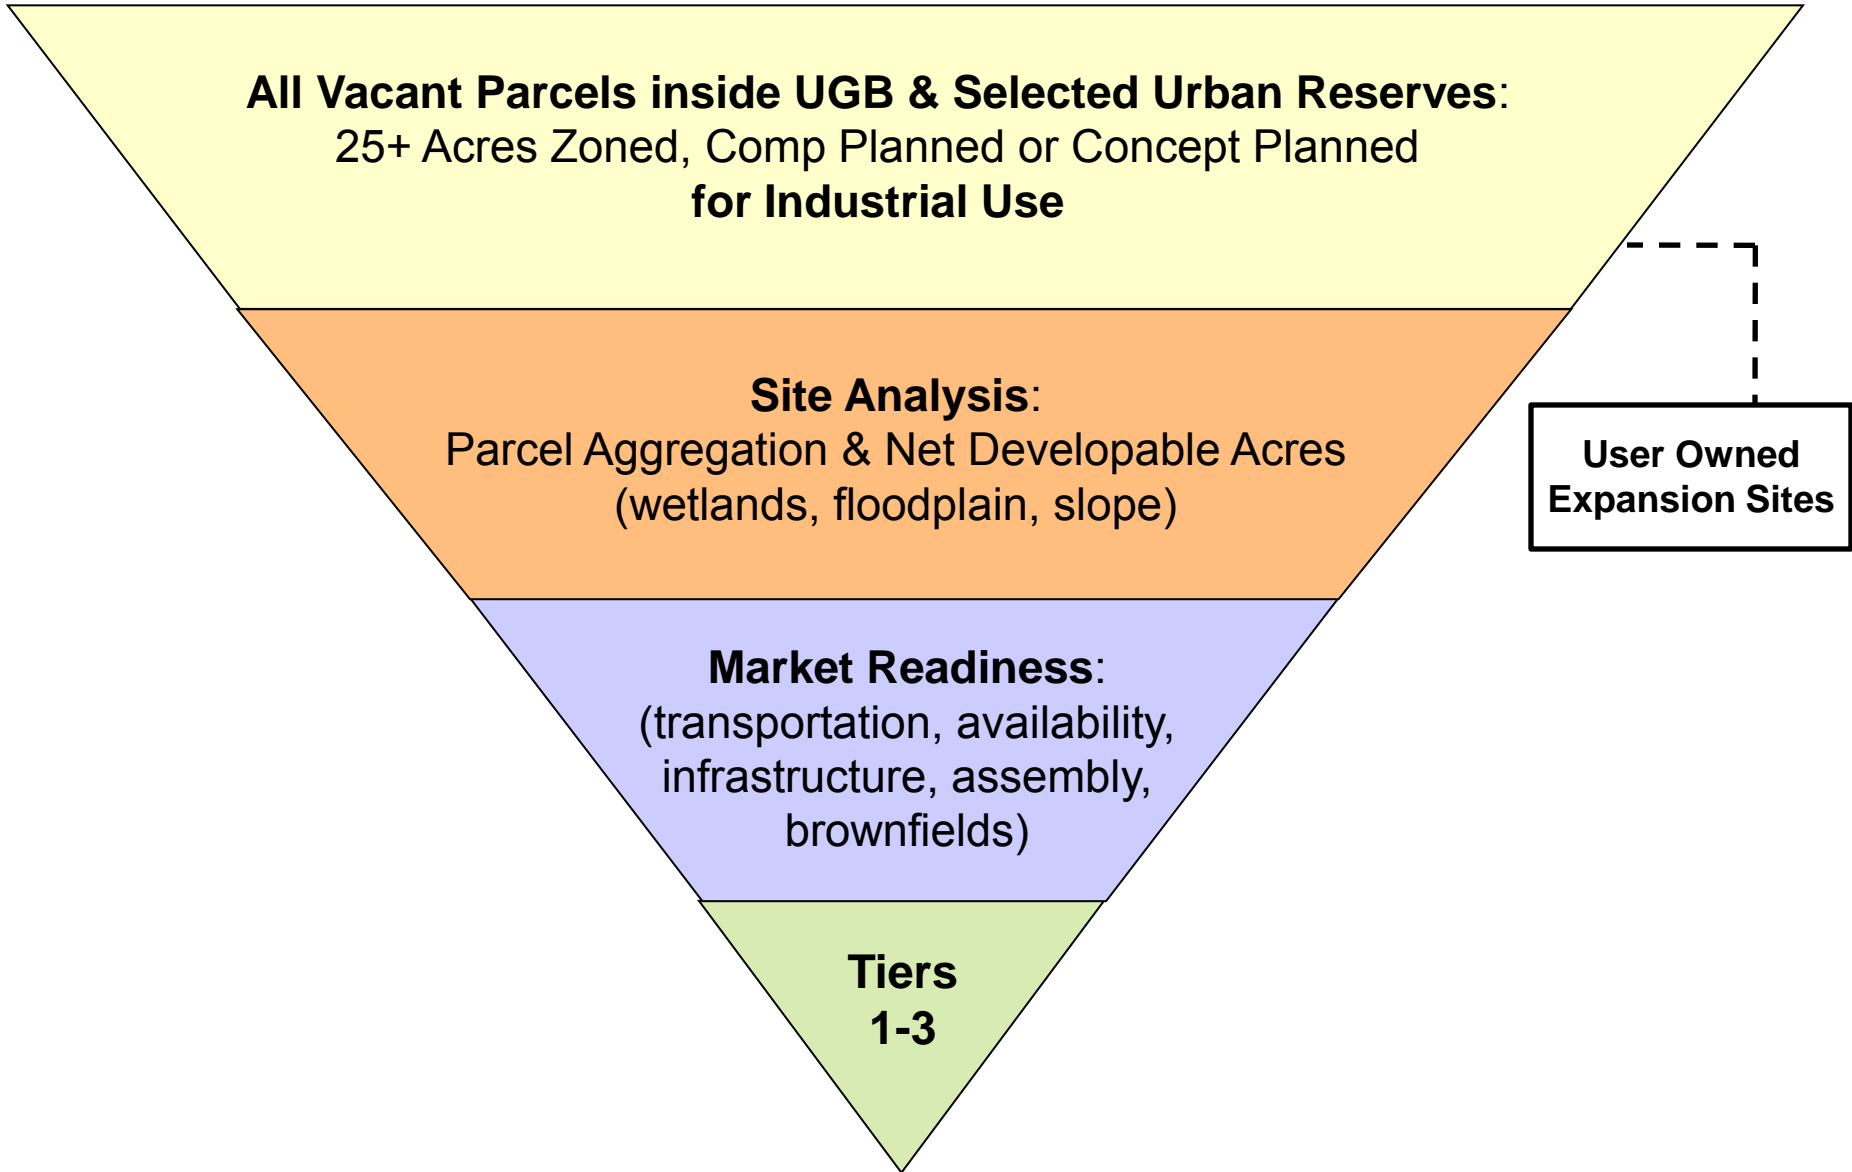 All Vacant Parcels inside UGB & Selected Urban Reserves:
25+ Acres Zoned, Comp Planned or Concept Planned
for Industrial Use
Site Analysis:
Parcel Aggregation & Net Developable Acres
(wetlands, floodplain, slope)
User Owned
Expansion Sites
Market Readiness:
(transportation, availability,
infrastructure, assembly,
brownfields)
Tiers
1-3